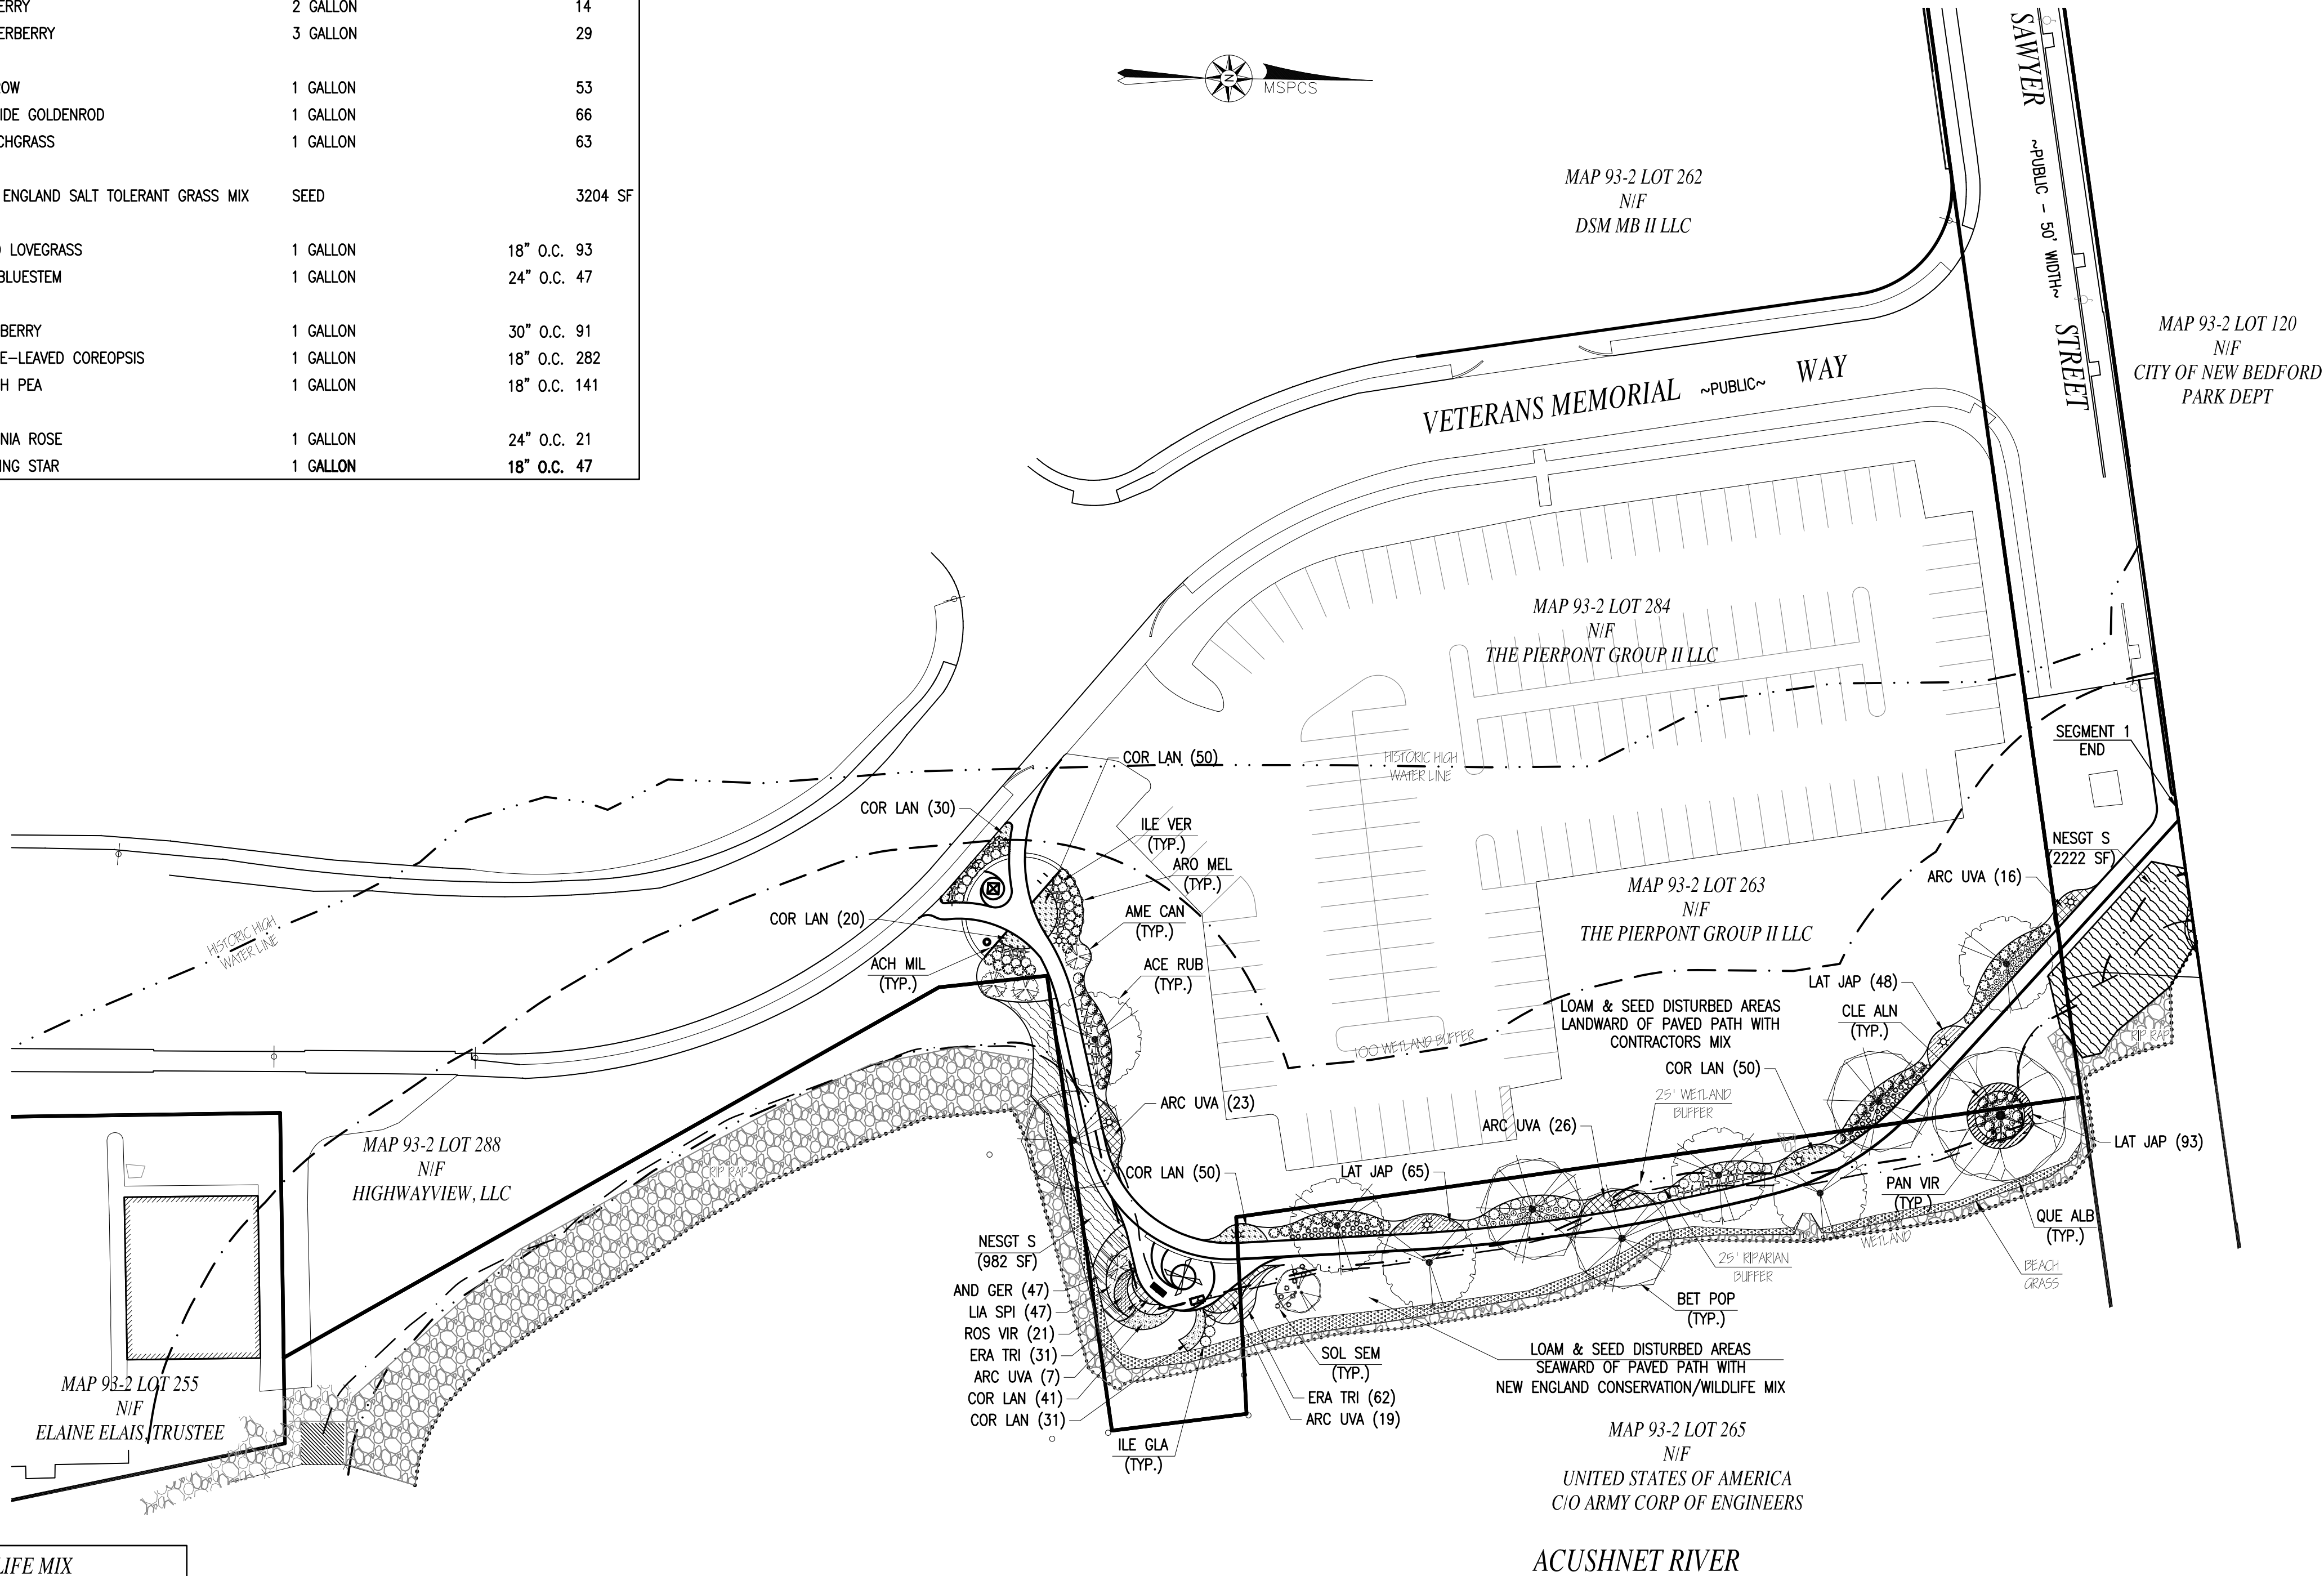 ERRY 2 GALLON 14
ERBERRY 3 GALLON 29
OW 1 GALLON 53
IDE GOLDENROD 1 GALLON 66
CHGRASS 1 GALLON 63
ENGLAND SALT TOLERANT GRASS MIX SEED 3204 SF
LOVEGRASS 1 GALLON 18" O.C. 93
BLUESTEM 1 GALLON 24" O.C. 47
BERRY 1 GALLON 30" O.C. 91
E-LEAVED COREOPSIS 1 GALLON 18" O.C. 282
H PEA 1 GALLON 18" O.C. 141
NIA ROSE 1 GALLON 24" O.C. 21
ING STAR 1 GALLON 18" O.C. 47
N
MSPCS
SAWYER ~PUBLIC - 50' WIDTH~ STREET
MAP 93-2 LOT 262
N/F
DSM MB II LLC
MAP 93-2 LOT 120
N/F
CITY OF NEW BEDFORD
PARK DEPT
VETERANS MEMORIAL ~PUBLIC~ WAY
MAP 93-2 LOT 284
N/F
THE PIERPONT GROUP II LLC
SEGMENT 1
END
HISTORIC HIGH
WATER LINE
COR LAN (50)
COR LAN (30)
ILE VER
(TYP.)
ARO MEL
(TYP.)
AME CAN
(TYP.)
COR LAN (20)
ACH MIL
(TYP.)
ACE RUB
(TYP.)
HISTORIC HIGH
WATER LINE
NESGT S
(2222 SF)
ARC UVA (16)
MAP 93-2 LOT 263
N/F
THE PIERPONT GROUP II LLC
LAT JAP (48)
LOAM & SEED DISTURBED AREAS
LANDWARD OF PAVED PATH WITH
CONTRACTORS MIX
CLE ALN
(TYP.)
RIP RAP
100 WETLAND BUFFER
COR LAN (50)
25' WETLAND
BUFFER
ARC UVA (23)
ARC UVA (26)
LAT JAP (93)
MAP 93-2 LOT 288
N/F
HIGHWAYVIEW, LLC
RIP RAP
COR LAN (50)
LAT JAP (65)
PAN VIR
(TYP.)
QUE ALB
(TYP.)
WETLAND
NESGT S
(982 SF)
25' RIPARIAN
BUFFER
BEACH
GRASS
AND GER (47)
LIA SPI (47)
ROS VIR (21)
ERA TRI (31)
ARC UVA (7)
COR LAN (41)
COR LAN (31)
BET POP
(TYP.)
SOL SEM
(TYP.)
LOAM & SEED DISTURBED AREAS
SEAWARD OF PAVED PATH WITH
NEW ENGLAND CONSERVATION/WILDLIFE MIX
ERA TRI (62)
ARC UVA (19)
ILE GLA
(TYP.)
MAP 93-2 LOT 255
N/F
ELAINE ELAIS, TRUSTEE
MAP 93-2 LOT 265
N/F
UNITED STATES OF AMERICA
C/O ARMY CORP OF ENGINEERS
LIFE MIX
ACUSHNET RIVER